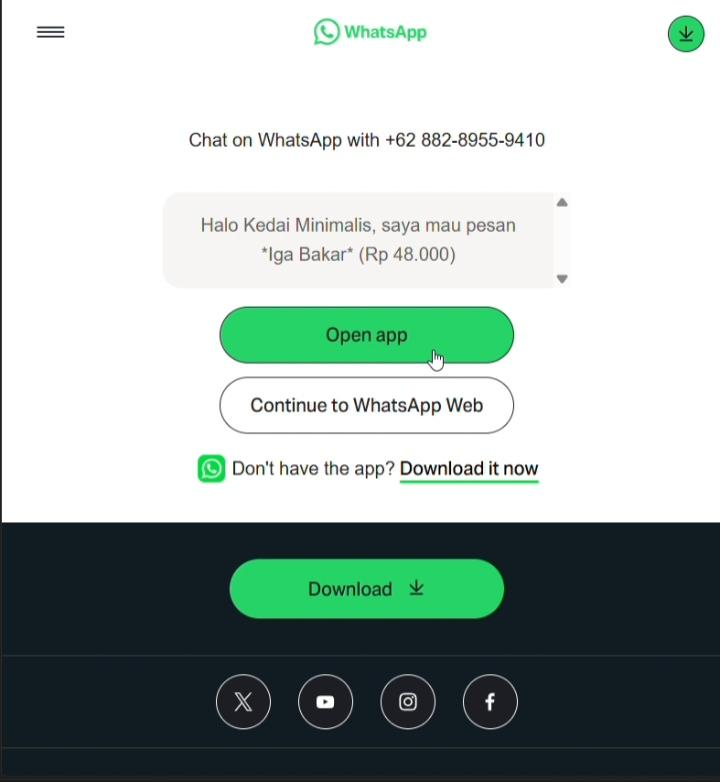 WhatsApp
Chat on WhatsApp with +62 882-8955-9410
Halo Kedai Minimalis, saya mau pesan
*Iga Bakar* (Rp 48.000)
Open app
Continue to WhatsApp Web
Don't have the app? Download it now
Download